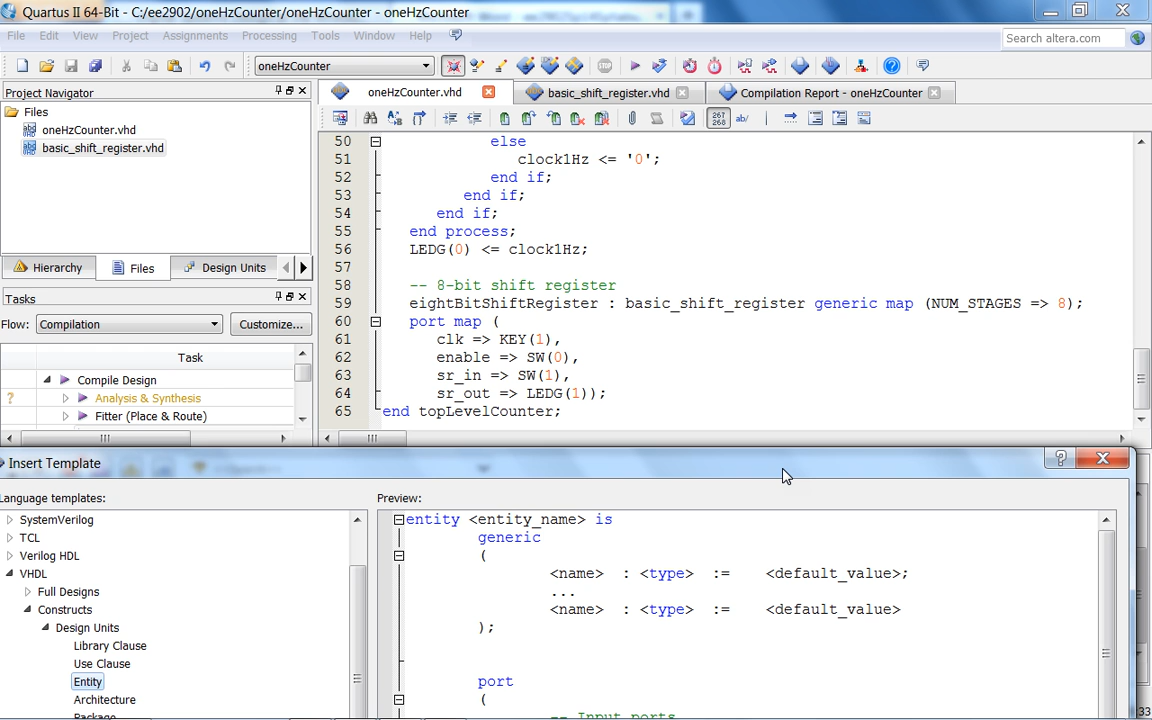 Quartus II 64-Bit - C:/ee2902/oneHzCounter/oneHzCounter - oneHzCounter
File Edit View Project Assignments Processing Tools Window Help
Search altera.com
oneHzCounter
Project Navigator
Files
oneHzCounter.vhd
basic_shift_register.vhd
Hierarchy Files Design Units
Tasks
Flow: Compilation Customize...
Task
Compile Design
? Analysis & Synthesis
Fitter (Place & Route)
oneHzCounter.vhd basic_shift_register.vhd Compilation Report - oneHzCounter
267
268
ab/
50 else
51 clock1Hz <= '0';
52 end if;
53 end if;
54 end if;
55 end process;
56 LEDG(0) <= clock1Hz;
57
58 -- 8-bit shift register
59 eightBitShiftRegister : basic_shift_register generic map (NUM_STAGES => 8);
60 port map (
61 clk => KEY(1),
62 enable => SW(0),
63 sr_in => SW(1),
64 sr_out => LEDG(1));
65 end topLevelCounter;
Insert Template
Language templates:
SystemVerilog
TCL
Verilog HDL
VHDL
Full Designs
Constructs
Design Units
Library Clause
Use Clause
Entity
Architecture
Package
Preview:
entity <entity_name> is
generic
(
<name> : <type> := <default_value>;
...
<name> : <type> := <default_value>
);
port
(
-- Input ports
33